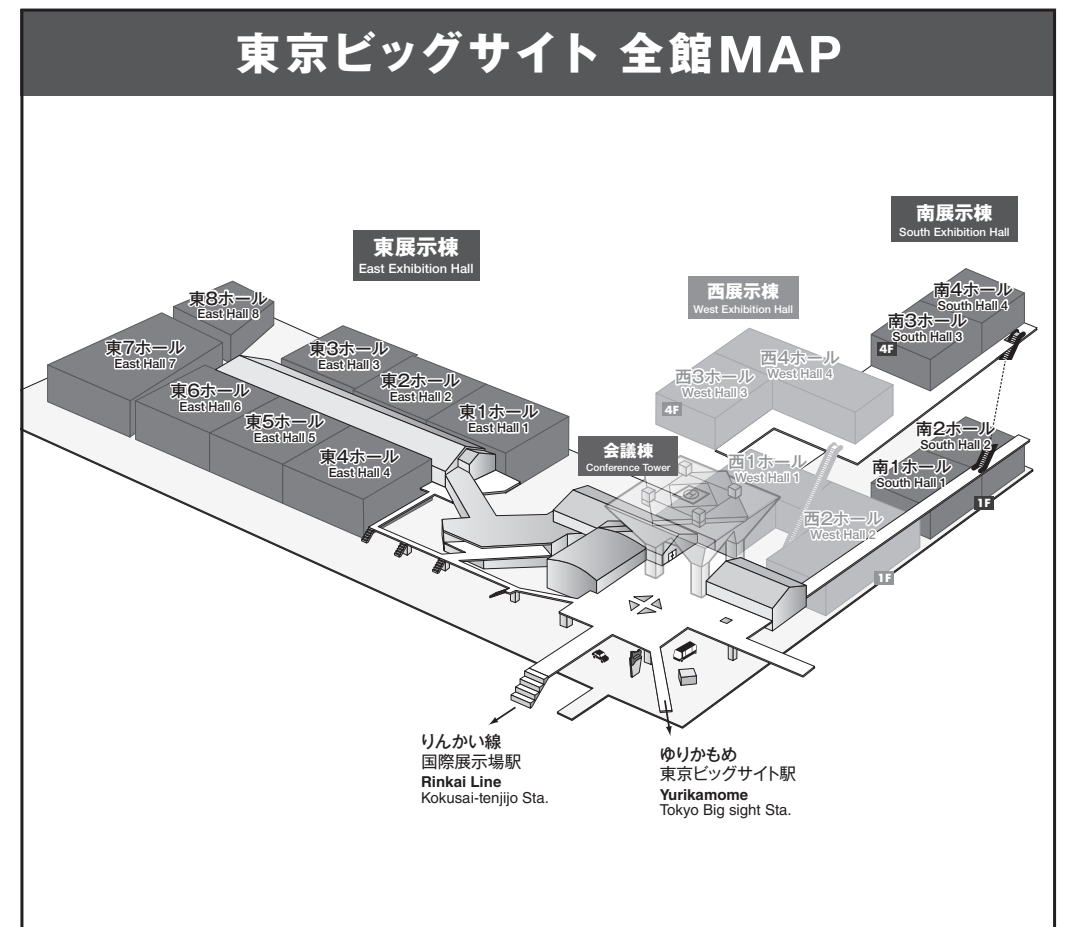 東京ビッグサイト 全館MAP
南展示棟
South Exhibition Hall
東展示棟
East Exhibition Hall
西展示棟
West Exhibition Hall
東8ホール
East Hall 8
東7ホール
East Hall 7
東3ホール
East Hall 3
東2ホール
East Hall 2
東1ホール
East Hall 1
東6ホール
East Hall 6
東5ホール
East Hall 5
東4ホール
East Hall 4
南4ホール
South Hall 4
南3ホール
South Hall 3
4F
西4ホール
West Hall 4
西3ホール
West Hall 3
4F
会議棟
Conference Tower
西1ホール
West Hall 1
西2ホール
West Hall 2
1F
南2ホール
South Hall 2
南1ホール
South Hall 1
1F
りんかい線
国際展示場駅
Rinkai Line
Kokusai-tenjijo Sta.
ゆりかもめ
東京ビッグサイト駅
Yurikamome
Tokyo Big sight Sta.